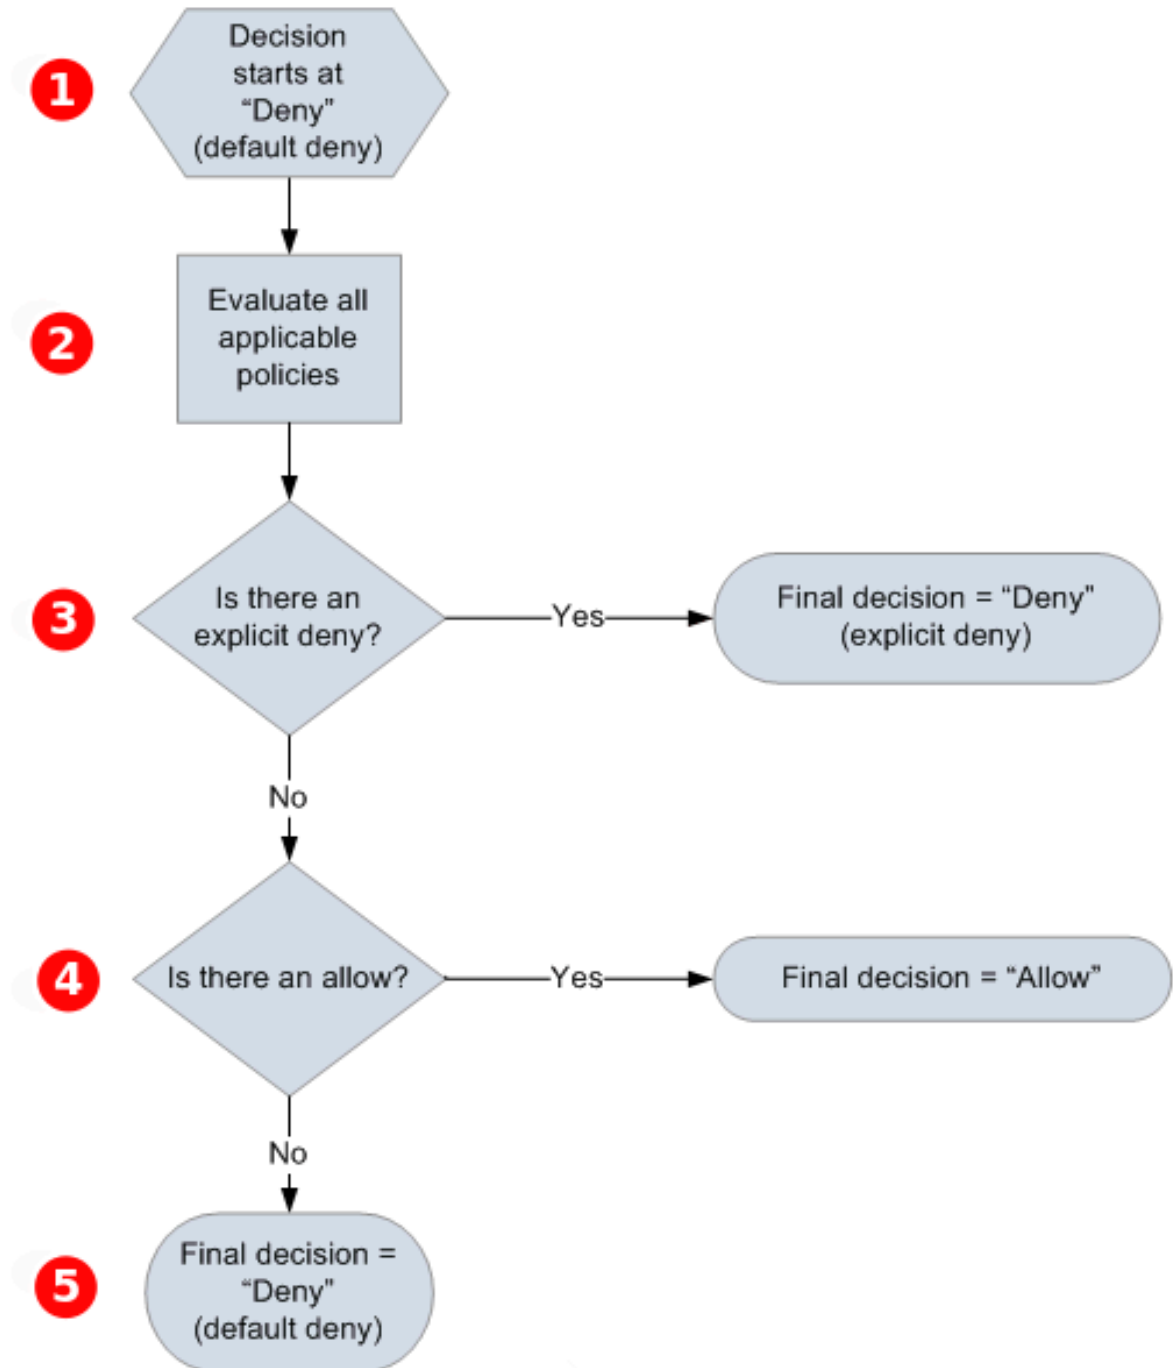 1
Decision
starts at
“Deny”
(default deny)
2
Evaluate all
applicable
policies
3
Is there an
explicit deny?
Yes
Final decision = “Deny”
(explicit deny)
No
4
Is there an allow?
Yes
Final decision = “Allow”
No
5
Final decision =
“Deny”
(default deny)